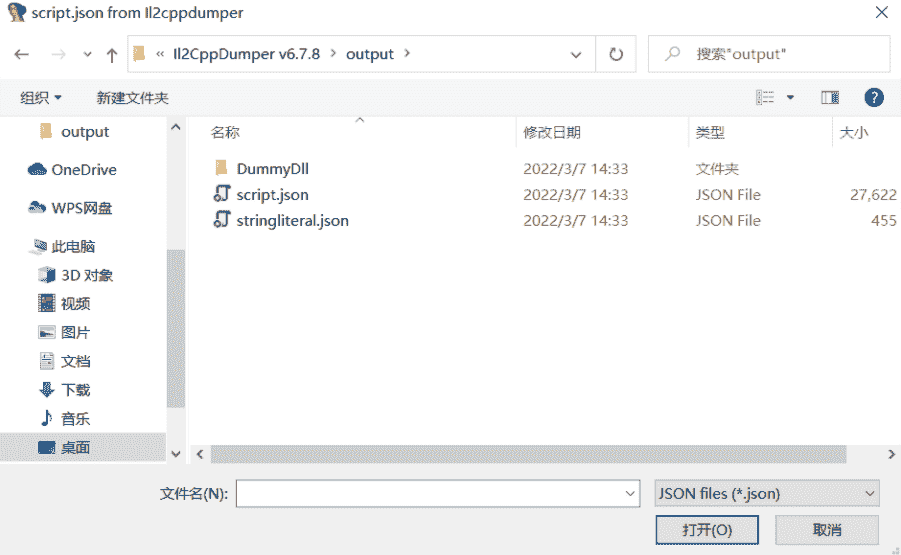 script.json from Il2cppdumper
« Il2CppDumper v6.7.8 > output >
搜索"output"
组织
新建文件夹
?
output
OneDrive
WPS网盘
此电脑
3D 对象
视频
图片
文档
下载
音乐
桌面
名称 修改日期 类型 大小
DummyDll 2022/3/7 14:33 文件夹
script.json 2022/3/7 14:33 JSON File 27,622
stringliteral.json 2022/3/7 14:33 JSON File 455
文件名(N):
JSON files (*.json)
打开(O)
取消